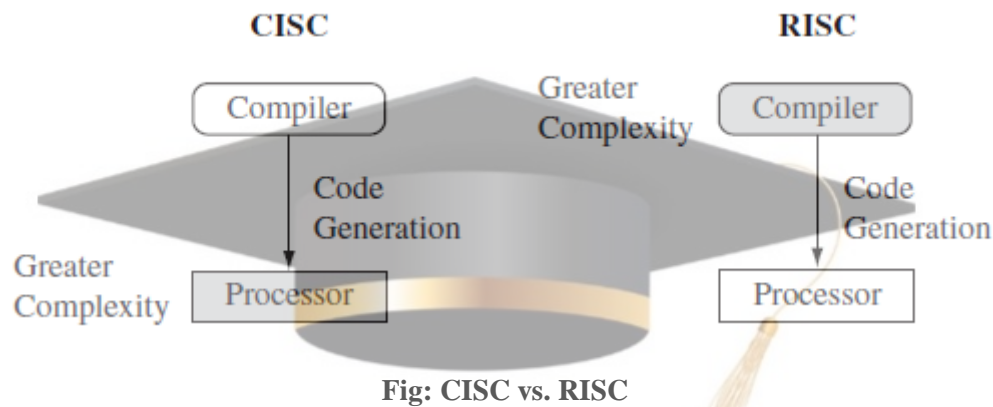 CISC
RISC
Compiler
Greater
Complexity
Compiler
Code
Generation
Code
Generation
Greater
Complexity
Processor
Processor
Fig: CISC vs. RISC